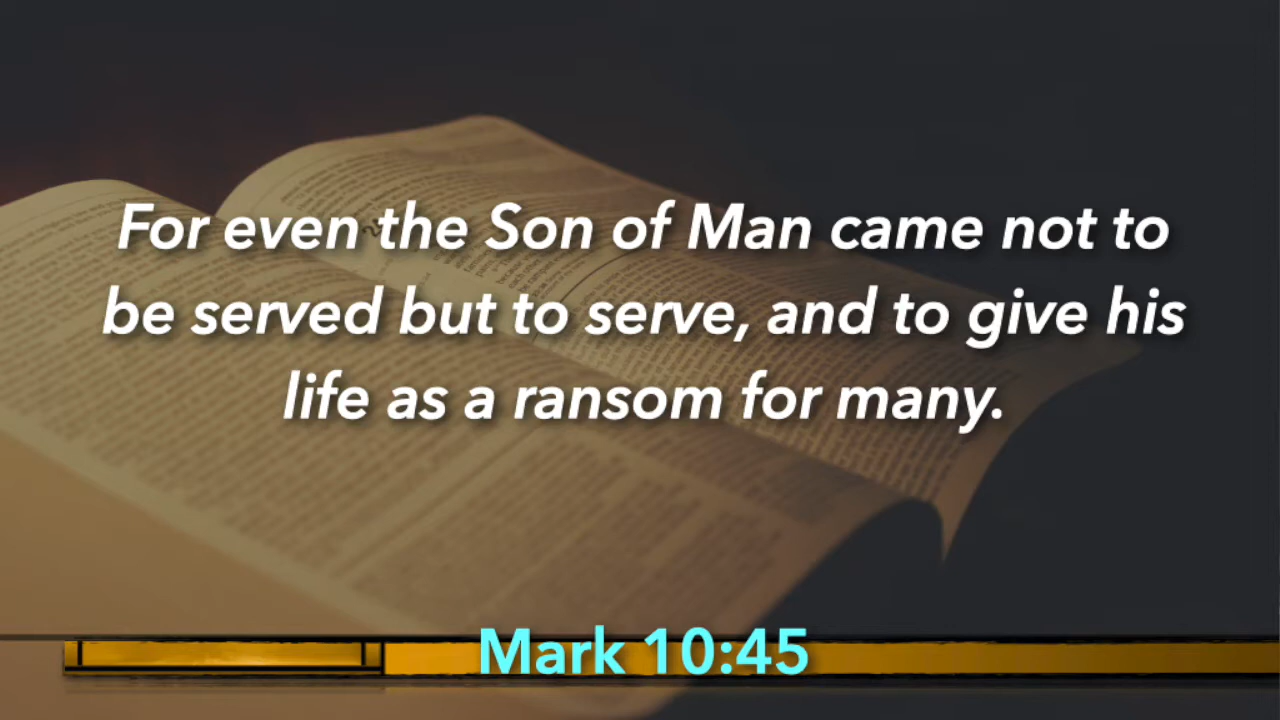 For even the Son of Man came not to
be served but to serve, and to give his
life as a ransom for many.
Mark 10:45